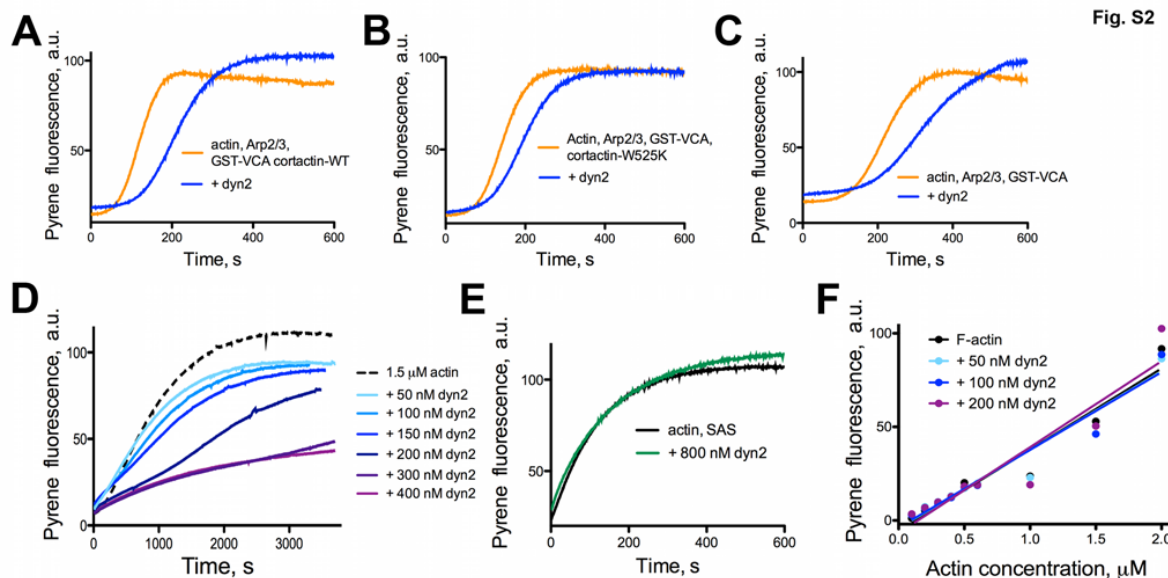 Fig. S2
A
Pyrene fluorescence, a.u.
100
50
0
200
400
600
Time, s
actin, Arp2/3,
GST-VCA cortactin-WT
+ dyn2
B
Pyrene fluorescence, a.u.
100
50
0
200
400
600
Time, s
Actin, Arp2/3, GST-VCA,
cortactin-W525K
+ dyn2
C
Pyrene fluorescence, a.u.
100
50
0
0
200
400
600
Time, s
actin, Arp2/3, GST-VCA
+ dyn2
D
Pyrene fluorescence, a.u.
100
50
0
0
1000
2000
3000
Time, s
1.5 μM actin
+ 50 nM dyn2
+ 100 nM dyn2
+ 150 nM dyn2
+ 200 nM dyn2
+ 300 nM dyn2
+ 400 nM dyn2
E
Pyrene fluorescence, a.u.
100
50
0
200
400
600
Time, s
actin, SAS
+ 800 nM dyn2
F
Pyrene fluorescence, a.u.
100
50
0
0.0
0.5
1.0
1.5
2.0
Actin concentration, μM
F-actin
+ 50 nM dyn2
+ 100 nM dyn2
+ 200 nM dyn2